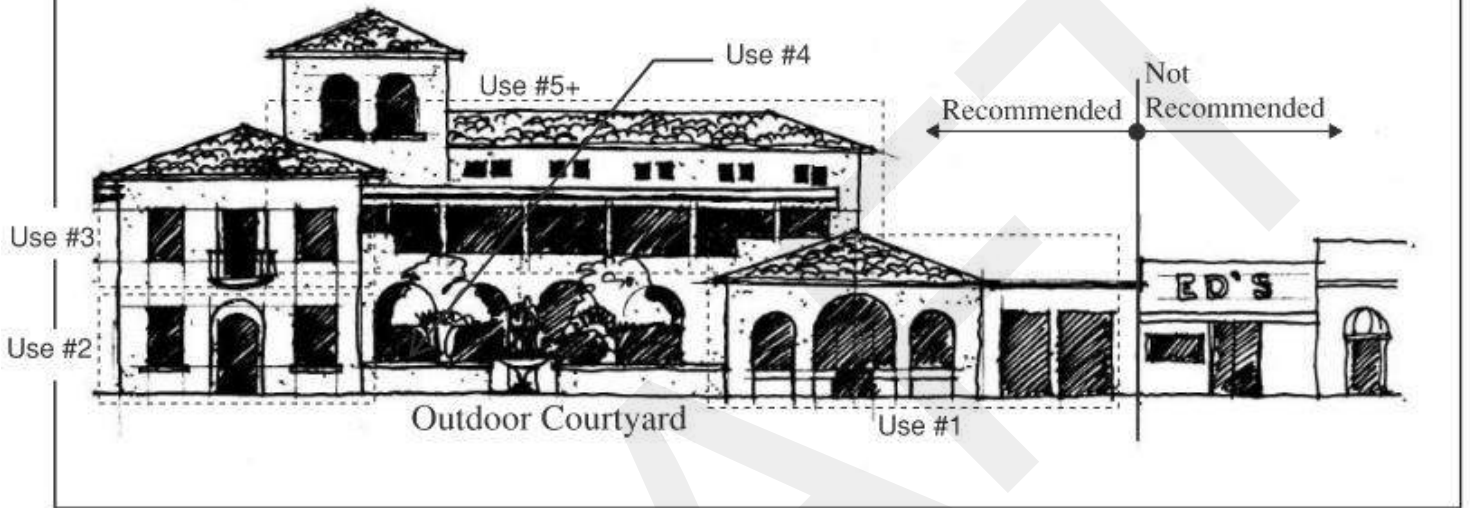 Use #4
Use #5+
Not
Recommended
Recommended
Use #3
ED'S
Use #2
Outdoor Courtyard
Use #1